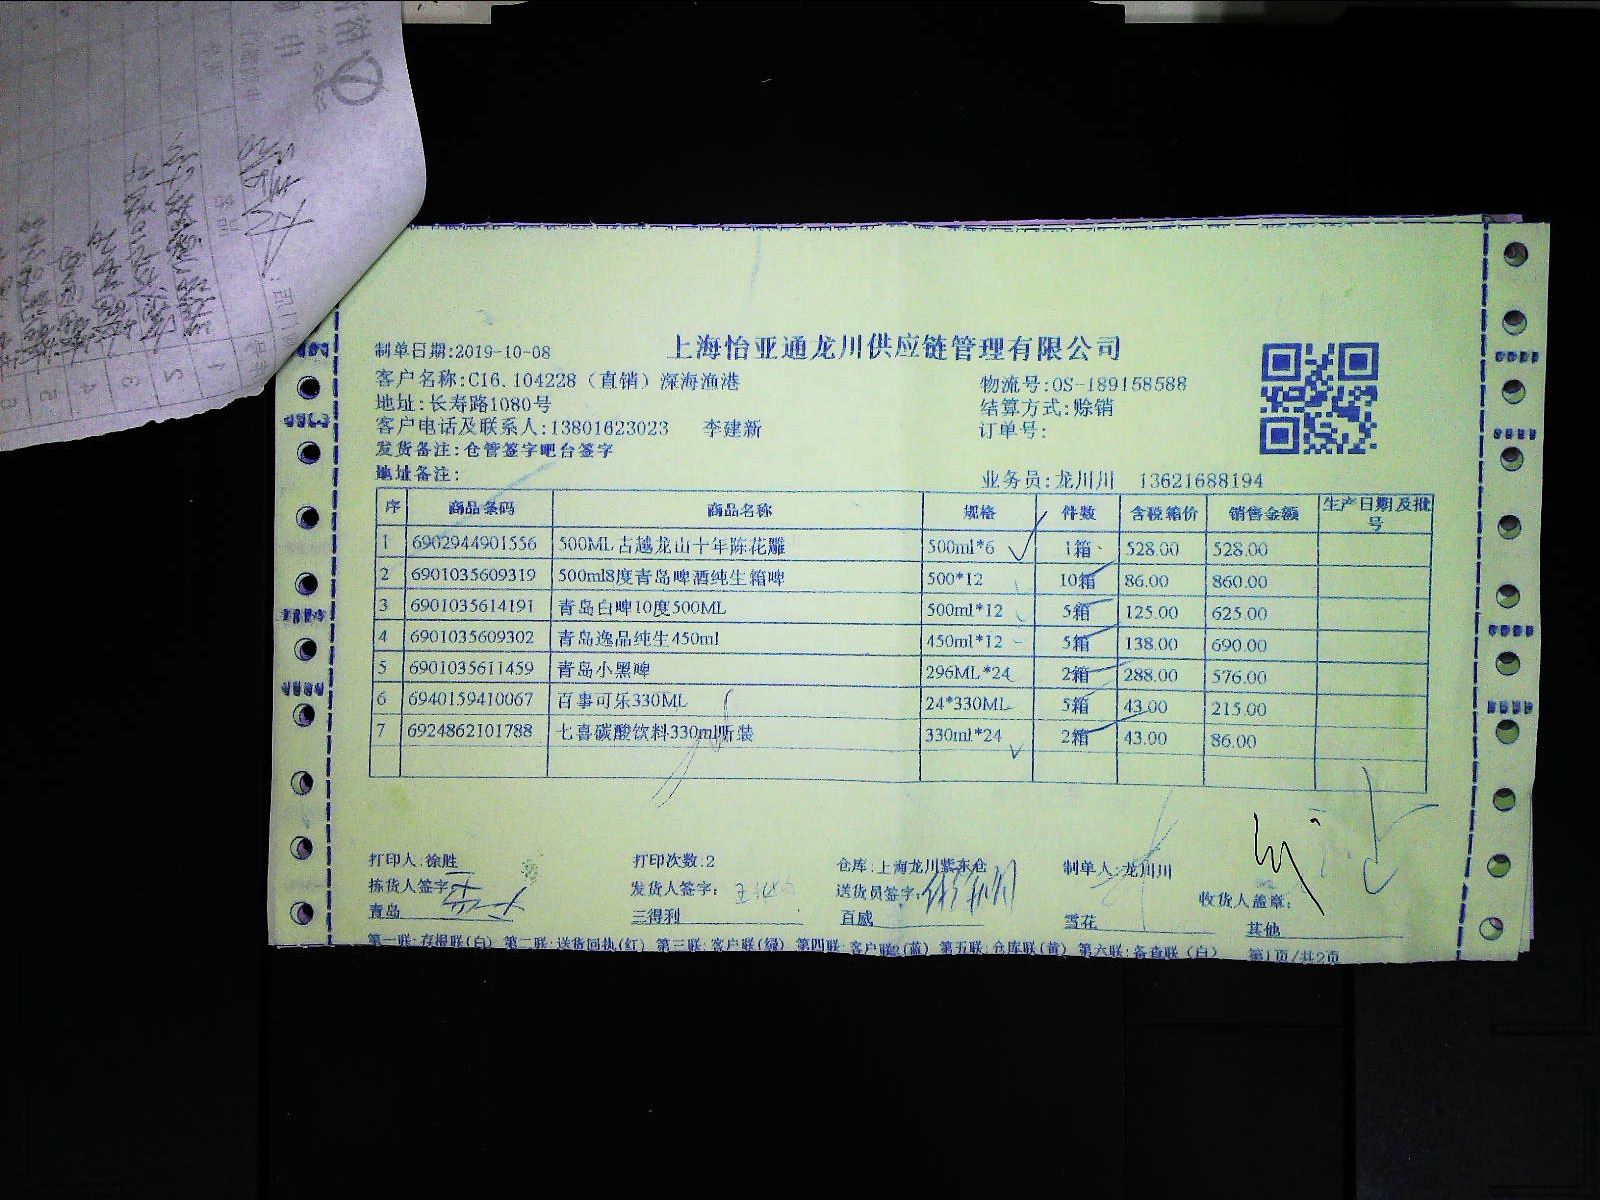 上海怡亚通龙川供应链管理有限公司
制单日期:2019-10-08
客户名称:C16.104228（直销）深海渔港 物流号:OS-189158588
地址:长寿路1080号 结算方式:赊销
客户电话及联系人:13801623023 李建新 订单号:
发货备注:仓管签字吧台签字
地址备注: 业务员:龙川川 13621688194
序 商品条码 商品名称 规格 件数 含税箱价 销售金额 生产日期及批号
1 6902944901556 500ML古越龙山十年陈花雕 500ml*6 1箱 528.00 528.00
2 6901035609319 500ml8度青岛啤酒纯生箱啤 500*12 10箱 86.00 860.00
3 6901035614191 青岛白啤10度500ML 500ml*12 5箱 125.00 625.00
4 6901035609302 青岛逸品纯生450ml 450ml*12 5箱 138.00 690.00
5 6901035611459 青岛小黑啤 296ML*24 2箱 288.00 576.00
6 6940159410067 百事可乐330ML 24*330ML 5箱 43.00 215.00
7 6924862101788 七喜碳酸饮料330ml听装 330ml*24 2箱 43.00 86.00
打印人:徐胜 打印次数:2 仓库:上海龙川紫东仓 制单人:龙川川
拣货人签字: 发货人签字: 送货员签字: 收货人盖章:
青岛 三得利 百威 雪花 其他
第一联:存根联(白) 第二联:送货回执(红) 第三联:客户联(绿) 第四联:客户联2(蓝) 第五联:仓库联(黄) 第六联:备查联(白) 第1页/共2页